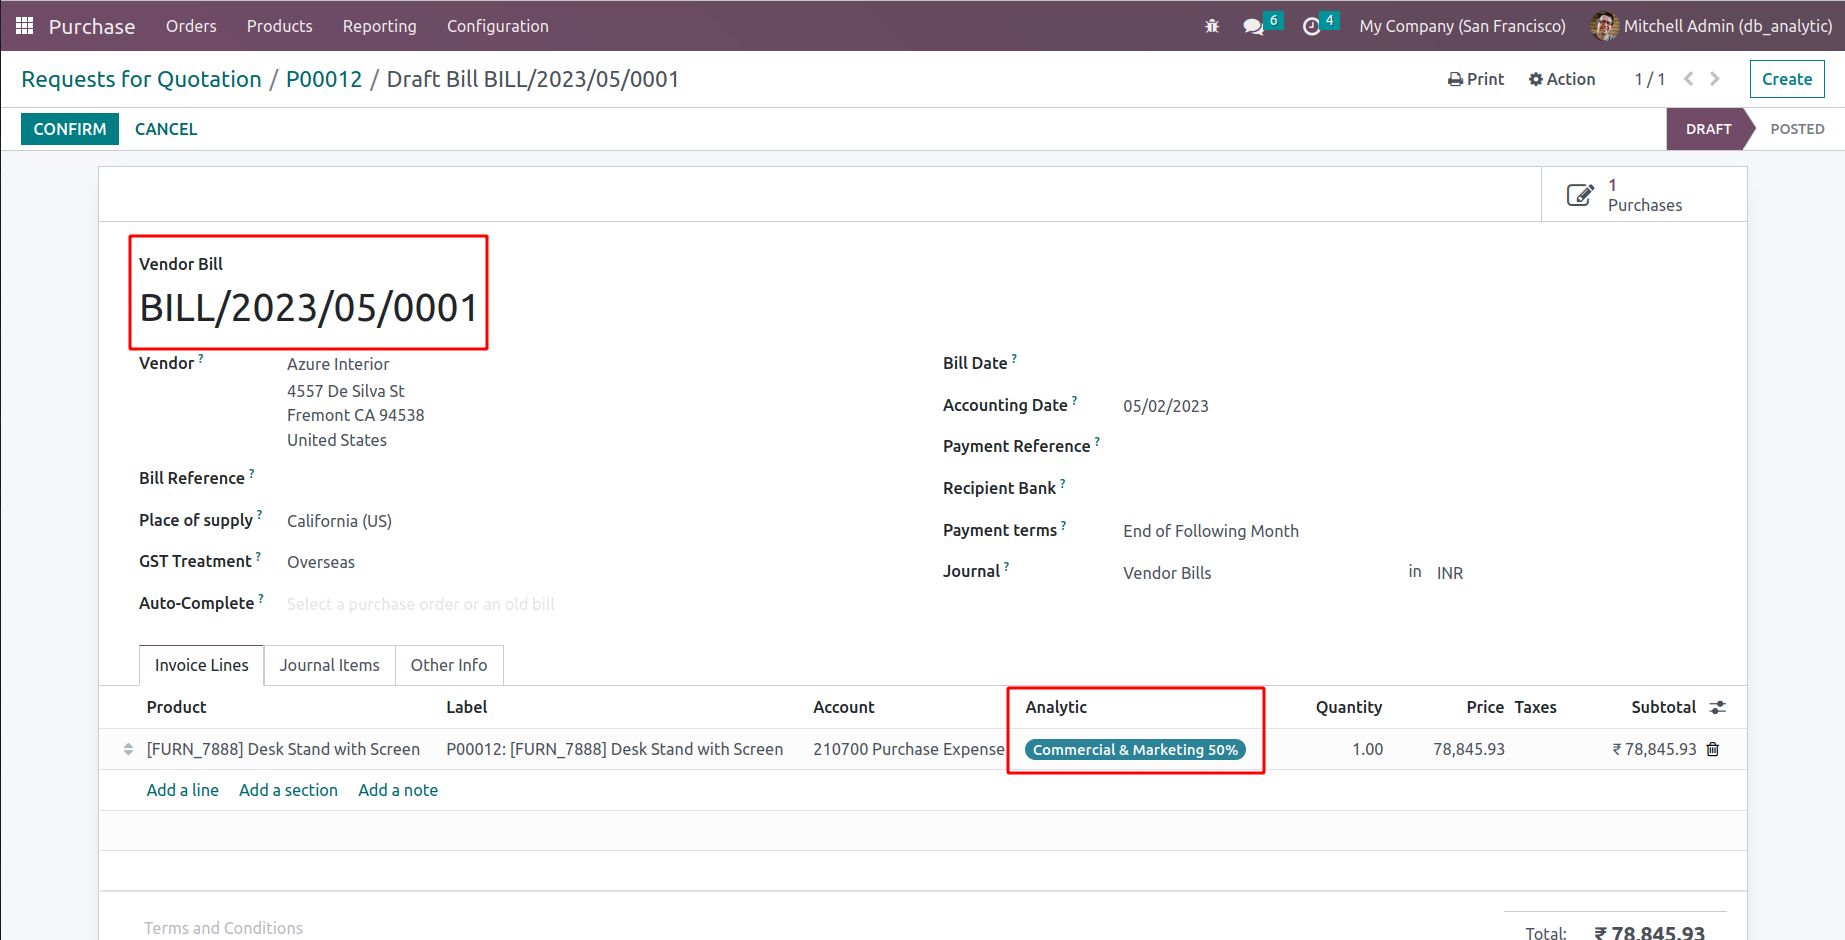 Purchase Orders Products Reporting Configuration 6 4 My Company (San Francisco) Mitchell Admin (db_analytic)
Requests for Quotation / P00012 / Draft Bill BILL/2023/05/0001 Print Action 1 / 1 Create
CONFIRM CANCEL DRAFT POSTED
1
Purchases
Vendor Bill
BILL/2023/05/0001
Vendor ? Azure Interior
4557 De Silva St
Fremont CA 94538
United States
Bill Reference ?
Place of supply ? California (US)
GST Treatment ? Overseas
Auto-Complete ? Select a purchase order or an old bill
Bill Date ?
Accounting Date ? 05/02/2023
Payment Reference ?
Recipient Bank ?
Payment terms ? End of Following Month
Journal ? Vendor Bills in INR
Invoice Lines Journal Items Other Info
Product Label Account Analytic Quantity Price Taxes Subtotal
[FURN_7888] Desk Stand with Screen P00012: [FURN_7888] Desk Stand with Screen 210700 Purchase Expense Commercial & Marketing 50% 1.00 78,845.93 ₹ 78,845.93
Add a line Add a section Add a note
Terms and Conditions
Total: ₹ 78,845.93